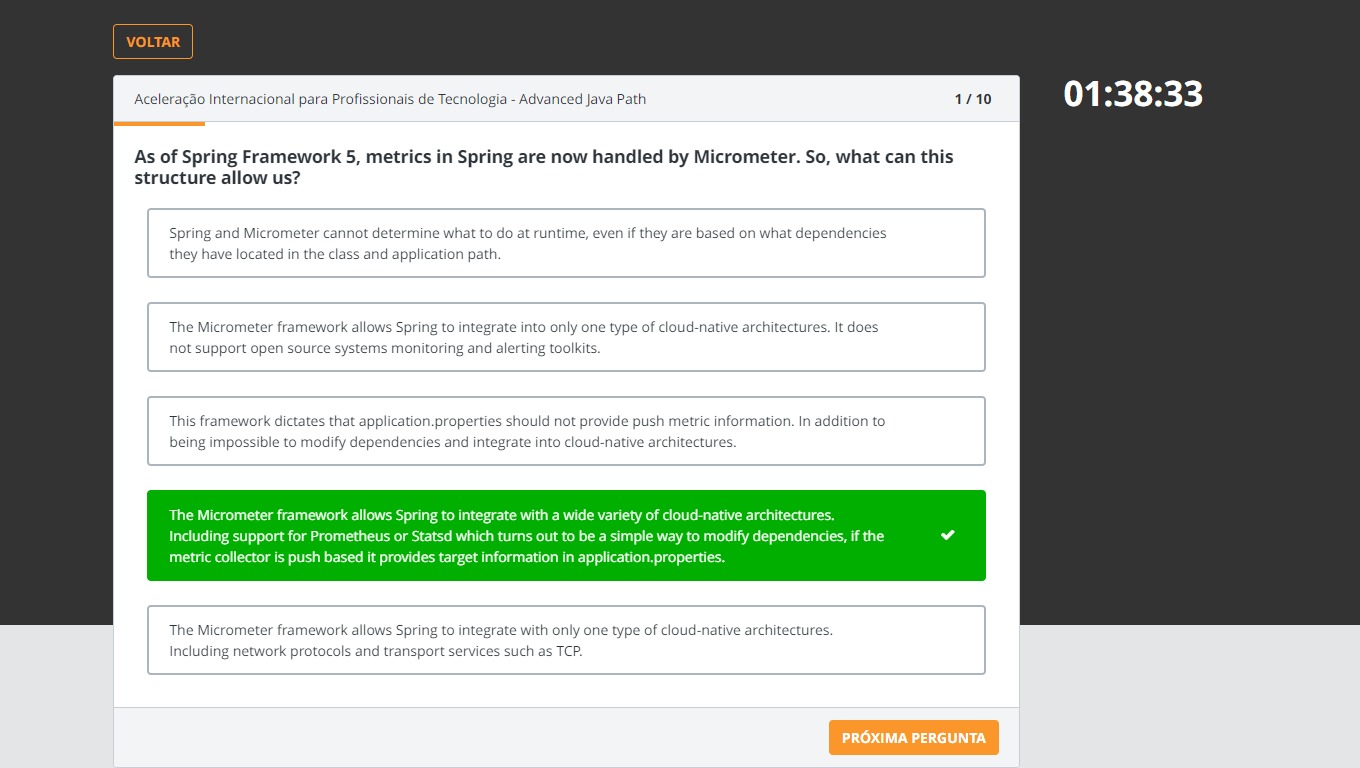 VOLTAR
Aceleração Internacional para Profissionais de Tecnologia - Advanced Java Path
1 / 10
01:38:33
As of Spring Framework 5, metrics in Spring are now handled by Micrometer. So, what can this
structure allow us?
Spring and Micrometer cannot determine what to do at runtime, even if they are based on what dependencies
they have located in the class and application path.
The Micrometer framework allows Spring to integrate into only one type of cloud-native architectures. It does
not support open source systems monitoring and alerting toolkits.
This framework dictates that application.properties should not provide push metric information. In addition to
being impossible to modify dependencies and integrate into cloud-native architectures.
The Micrometer framework allows Spring to integrate with a wide variety of cloud-native architectures.
Including support for Prometheus or Statsd which turns out to be a simple way to modify dependencies, if the
metric collector is push based it provides target information in application.properties.
The Micrometer framework allows Spring to integrate with only one type of cloud-native architectures.
Including network protocols and transport services such as TCP.
PRÓXIMA PERGUNTA